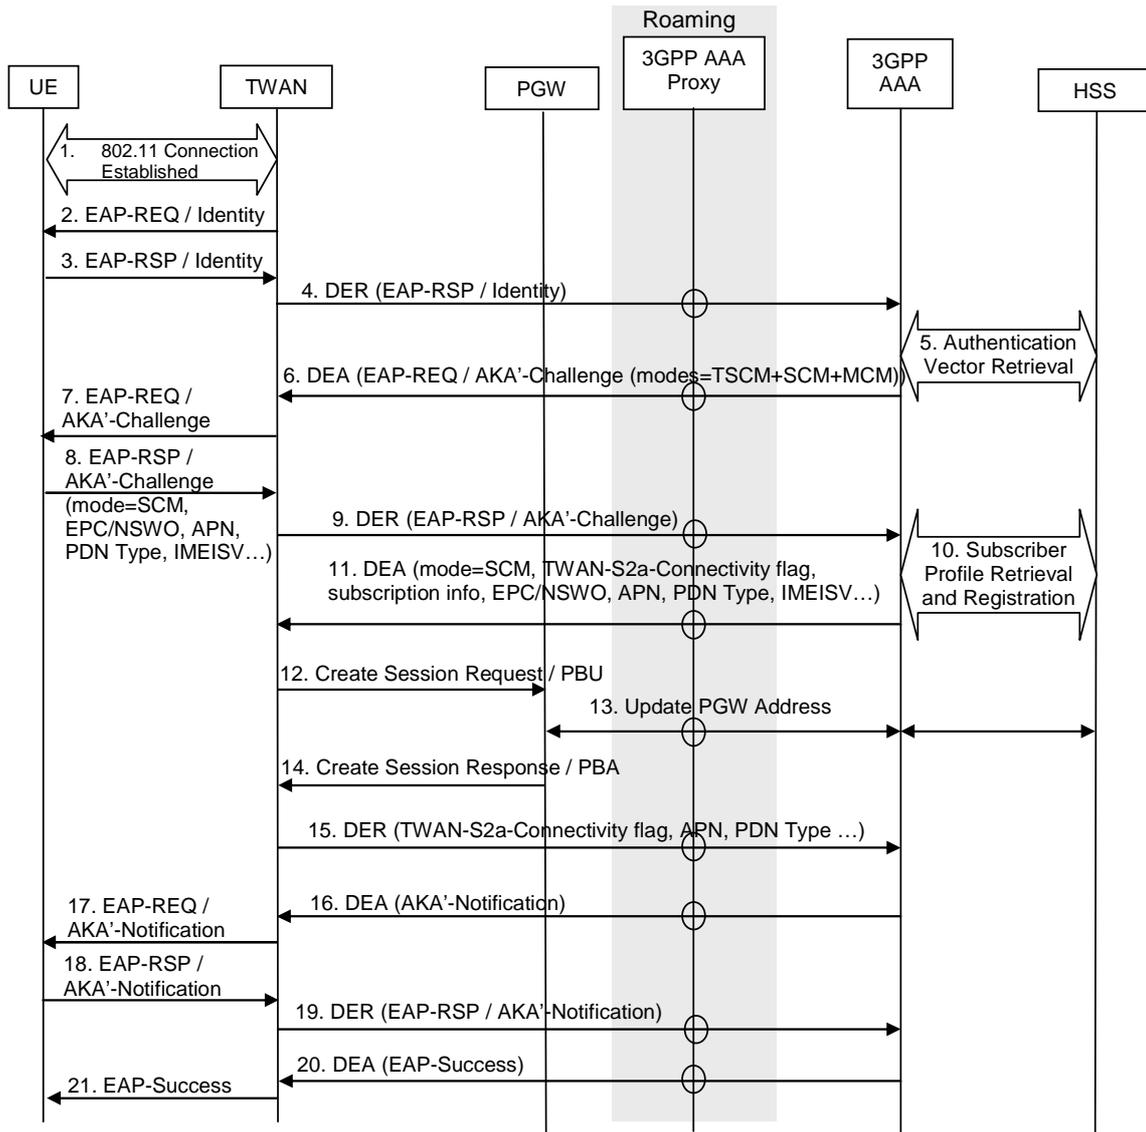 Roaming
UE
TWAN
PGW
3GPP AAA
Proxy
3GPP
AAA
HSS
1. 802.11 Connection
Established
2. EAP-REQ / Identity
3. EAP-RSP / Identity
4. DER (EAP-RSP / Identity)
5. Authentication
Vector Retrieval
6. DEA (EAP-REQ / AKA'-Challenge (modes=TSCM+SCM+MCM))
7. EAP-REQ /
AKA'-Challenge
8. EAP-RSP /
AKA'-Challenge
(mode=SCM,
EPC/NSWO, APN,
PDN Type, IMEISV…)
9. DER (EAP-RSP / AKA'-Challenge)
10. Subscriber
Profile Retrieval
and Registration
11. DEA (mode=SCM, TWAN-S2a-Connectivity flag,
subscription info, EPC/NSWO, APN, PDN Type, IMEISV…)
12. Create Session Request / PBU
13. Update PGW Address
14. Create Session Response / PBA
15. DER (TWAN-S2a-Connectivity flag, APN, PDN Type …)
16. DEA (AKA'-Notification)
17. EAP-REQ /
AKA'-Notification
18. EAP-RSP /
AKA'-Notification
19. DER (EAP-RSP / AKA'-Notification)
20. DEA (EAP-Success)
21. EAP-Success